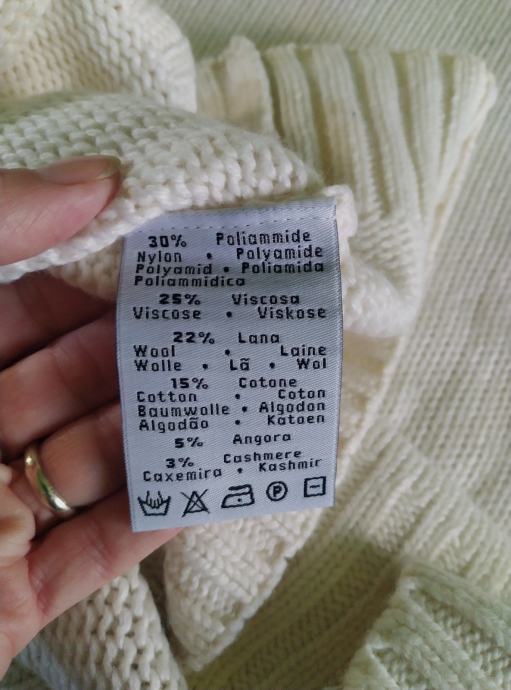 30% Poliammide
Nylon • Polyamide
Polyamid • Poliamida
Poliammidica
25% Viscosa
Viscose • Viskose
22% Lana
Wool • Laine
Wolle • Lã • Wol
15% Cotone
Cotton • Coton
Baumwolle • Algodon
Algodão • Katoen
5% Angora
3% Cashmere
Caxemira • Kashmir
P